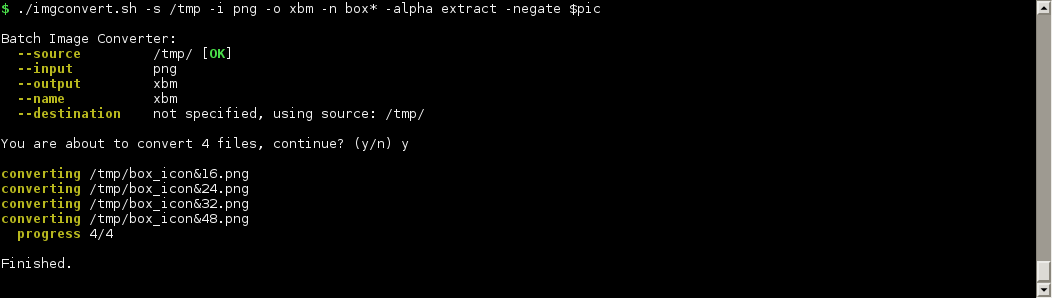 $ ./imgconvert.sh -s /tmp -i png -o xbm -n box* -alpha extract -negate $pic
Batch Image Converter:
--source /tmp/ [OK]
--input png
--output xbm
--name xbm
--destination not specified, using source: /tmp/
You are about to convert 4 files, continue? (y/n) y
converting /tmp/box_icon&16.png
converting /tmp/box_icon&24.png
converting /tmp/box_icon&32.png
converting /tmp/box_icon&48.png
progress 4/4
Finished.